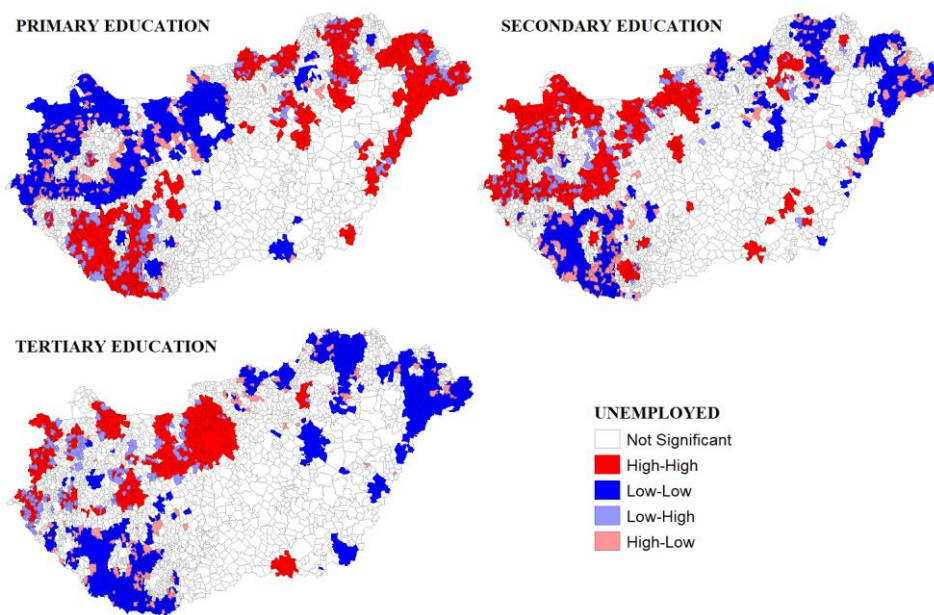 PRIMARY EDUCATION
SECONDARY EDUCATION
TERTIARY EDUCATION
UNEMPLOYED
Not Significant
High-High
Low-Low
Low-High
High-Low